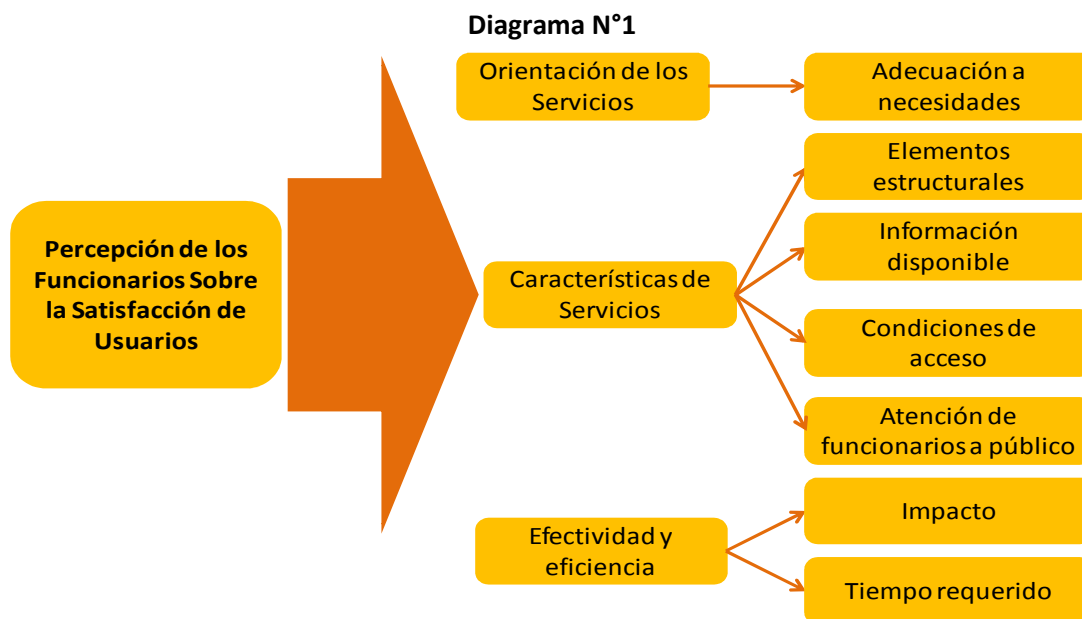 Diagrama N°1
Orientación de los
Servicios
Adecuación a
necesidades
Elementos
estructurales
Información
disponible
Percepción de los
Funcionarios Sobre
la Satisfacción de
Usuarios
Características de
Servicios
Condiciones de
acceso
Atención de
funcionarios a público
Efectividad y
eficiencia
Impacto
Tiempo requerido